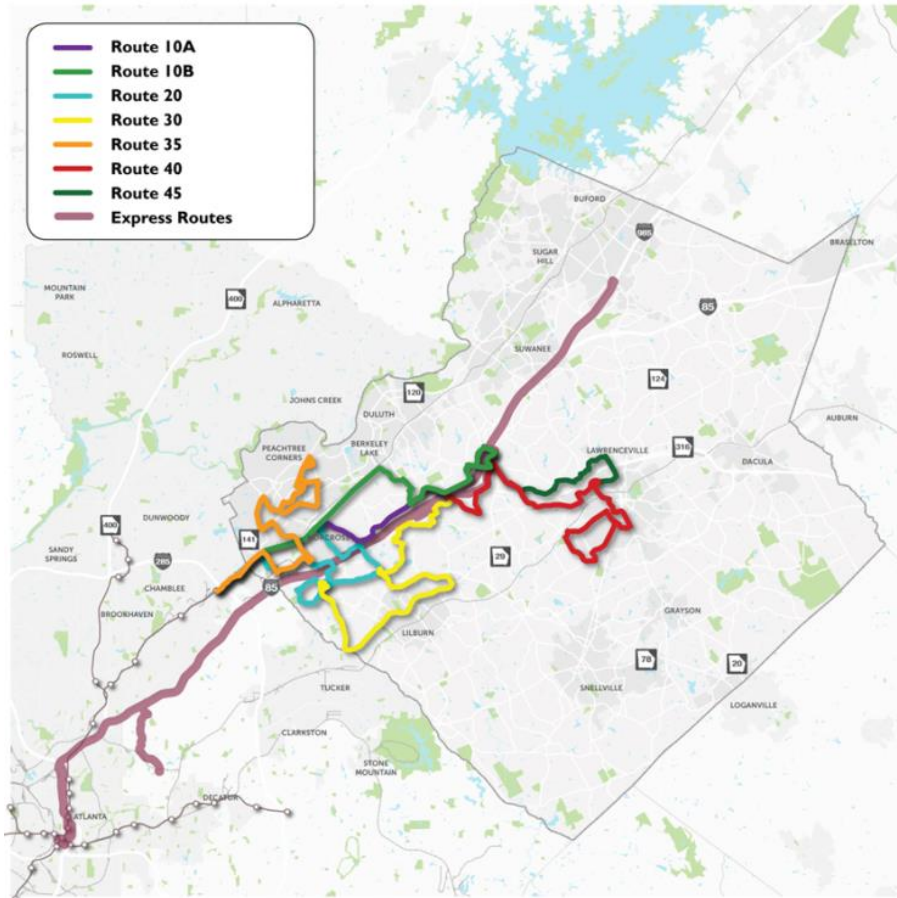 Route 10A
Route 10B
Route 20
Route 30
Route 35
Route 40
Route 45
Express Routes
BUFORD
985
SUGAR
HILL
BRASELTON
MOUNTAIN
PARK
400
ALPHARETTA
85
SUWANEE
ROSWELL
124
120
JOHNS CREEK
DULUTH
AUBURN
PEACHTREE
CORNERS
BERKELEY
LAKE
LAWRENCEVILLE
316
DACULA
DUNWOODY
400
141
SANDY
SPRINGS
285
29
CHAMBLEE
85
BROOKHAVEN
GRAYSON
LILBURN
78
20
TUCKER
SNELLVILLE
LOGANVILLE
CLARKSTON
STONE
MOUNTAIN
DECATUR
ATLANTA